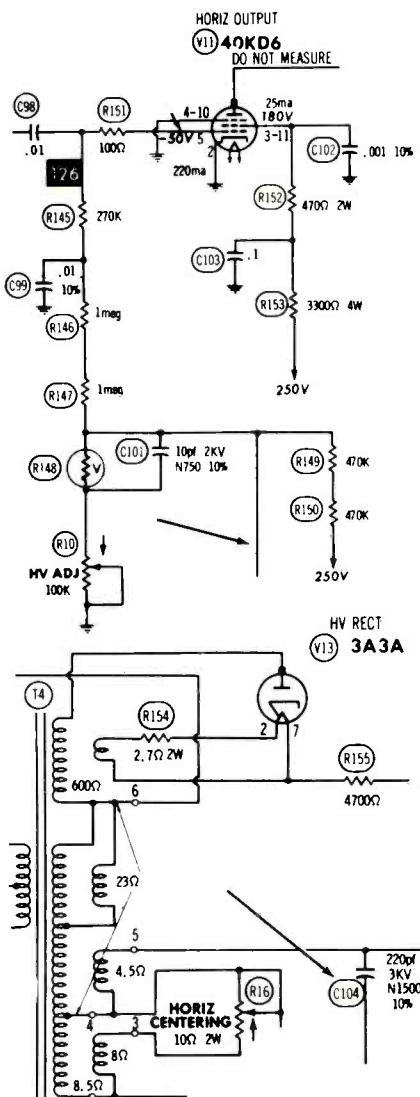 HORIZ OUTPUT
V11 40KD6
DO NOT MEASURE
C98
.01
R151
100Ω
4-10
-50V 5
2
220ma
25ma
180V
3-11
C102
.001 10%
126
R145
270K
R152
470Ω 2W
C103
.1
C99
.01
10%
R146
1meg
R153
3300Ω 4W
250V
R147
1meg
R148
V
C101
10pf 2KV
N750 10%
R149
470K
R150
470K
250V
R10
HV ADJ
100K
HV RECT
V13 3A3A
T4
R154
2.7Ω 2W
2
7
R155
4700Ω
600Ω
6
23Ω
5
4.5Ω
220pf
3KV
N1500
10%
C104
4
3
HORIZ
CENTERING
10Ω 2W
R16
8Ω
8.5Ω